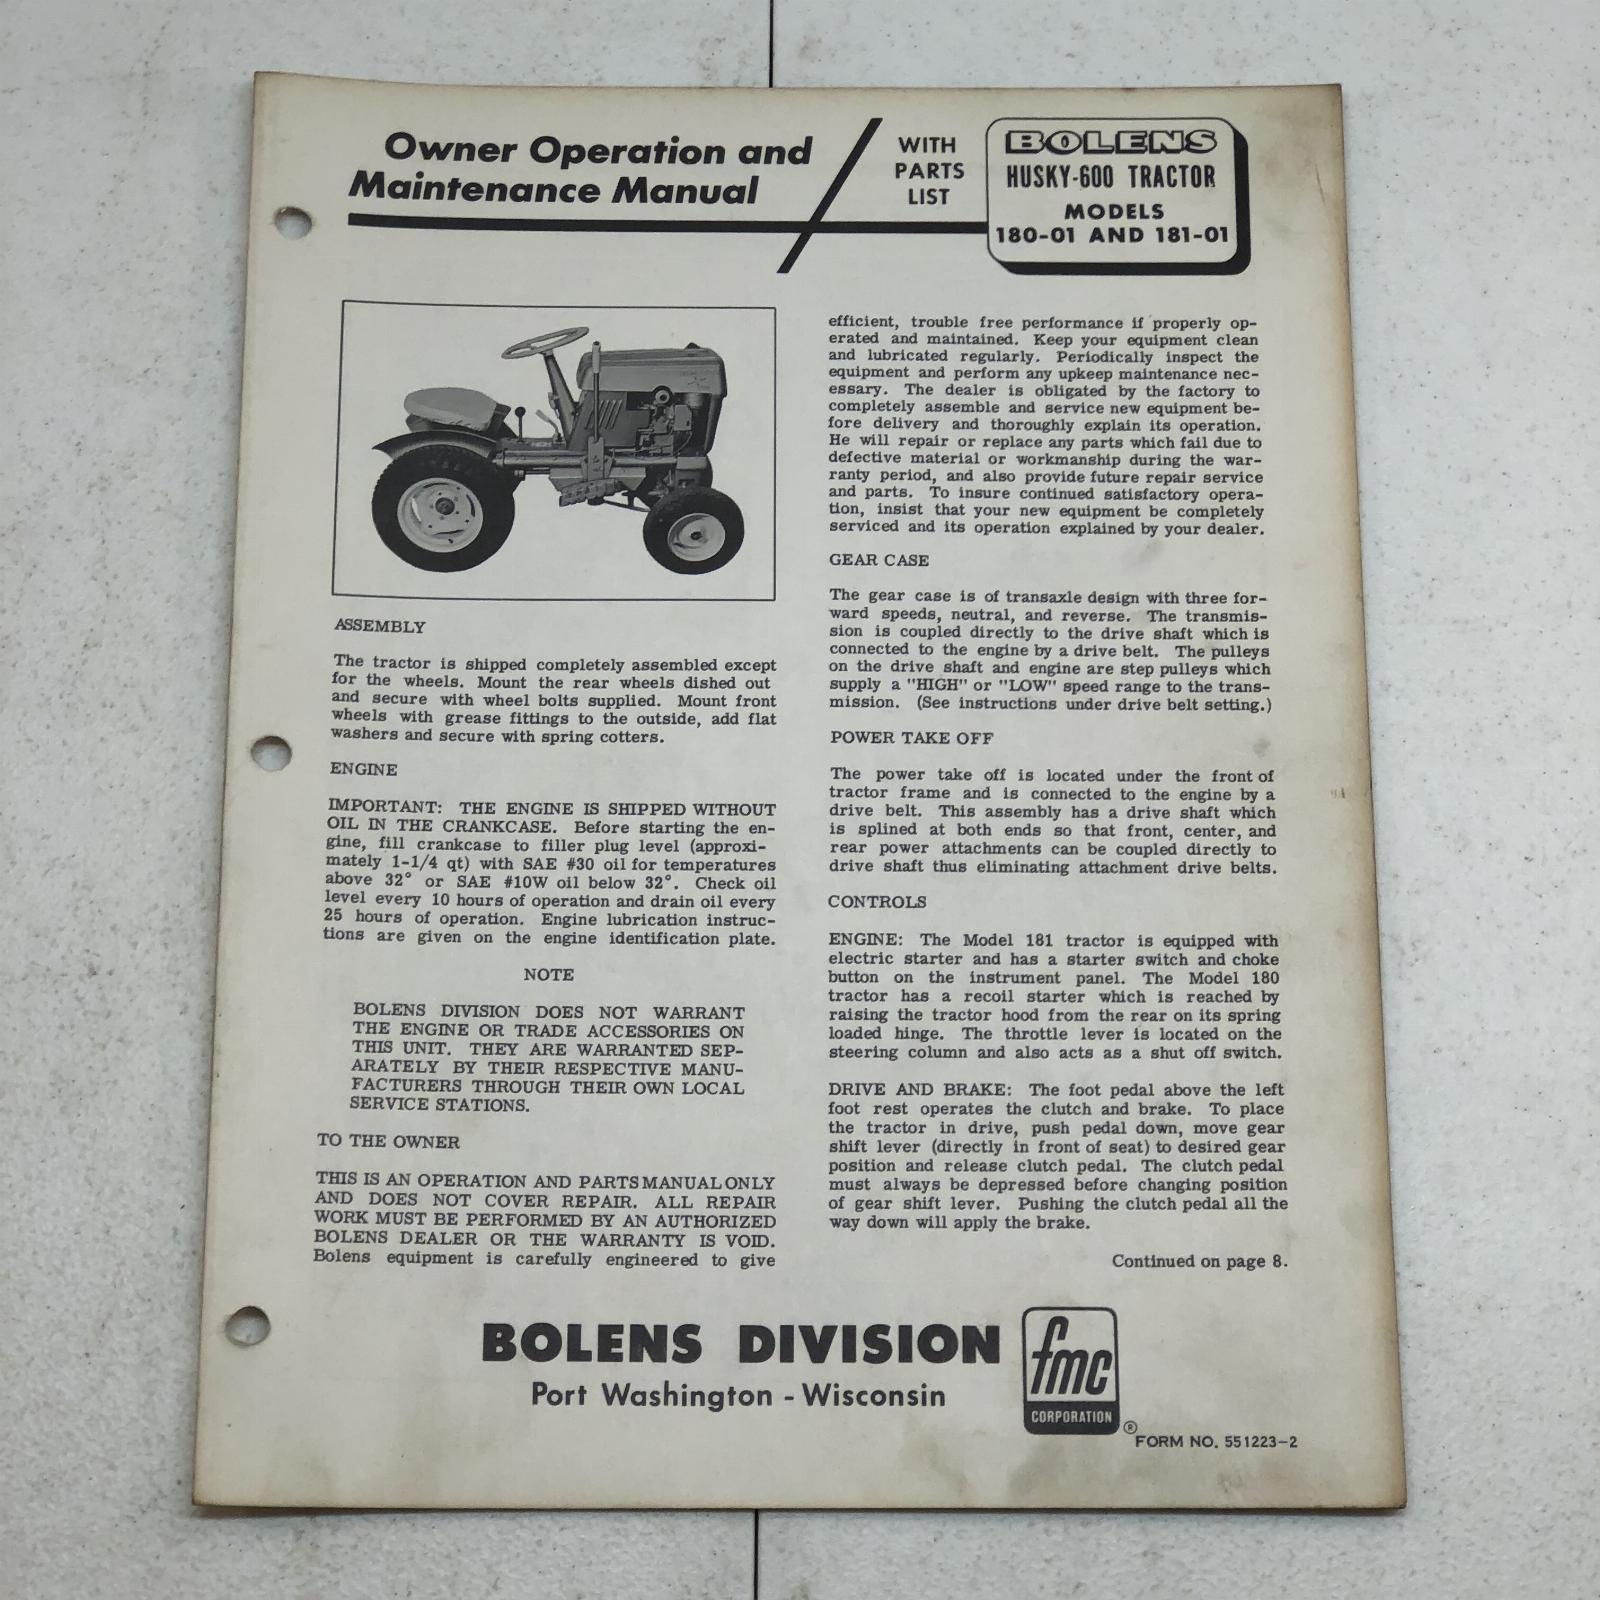 Owner Operation and
Maintenance Manual
WITH
PARTS
LIST
BOLENS
HUSKY-600 TRACTOR
MODELS
180-01 AND 181-01
ASSEMBLY
The tractor is shipped completely assembled except
for the wheels. Mount the rear wheels dished out
and secure with wheel bolts supplied. Mount front
wheels with grease fittings to the outside, add flat
washers and secure with spring cotters.
ENGINE
IMPORTANT: THE ENGINE IS SHIPPED WITHOUT
OIL IN THE CRANKCASE. Before starting the en-
gine, fill crankcase to filler plug level (approxi-
mately 1-1/4 qt) with SAE #30 oil for temperatures
above 32° or SAE #10W oil below 32°. Check oil
level every 10 hours of operation and drain oil every
25 hours of operation. Engine lubrication instruc-
tions are given on the engine identification plate.
NOTE
BOLENS DIVISION DOES NOT WARRANT
THE ENGINE OR TRADE ACCESSORIES ON
THIS UNIT. THEY ARE WARRANTED SEP-
ARATELY BY THEIR RESPECTIVE MANU-
FACTURERS THROUGH THEIR OWN LOCAL
SERVICE STATIONS.
TO THE OWNER
THIS IS AN OPERATION AND PARTS MANUAL ONLY
AND DOES NOT COVER REPAIR. ALL REPAIR
WORK MUST BE PERFORMED BY AN AUTHORIZED
BOLENS DEALER OR THE WARRANTY IS VOID.
Bolens equipment is carefully engineered to give
efficient, trouble free performance if properly op-
erated and maintained. Keep your equipment clean
and lubricated regularly. Periodically inspect the
equipment and perform any upkeep maintenance nec-
essary. The dealer is obligated by the factory to
completely assemble and service new equipment be-
fore delivery and thoroughly explain its operation.
He will repair or replace any parts which fail due to
defective material or workmanship during the war-
ranty period, and also provide future repair service
and parts. To insure continued satisfactory opera-
tion, insist that your new equipment be completely
serviced and its operation explained by your dealer.
GEAR CASE
The gear case is of transaxle design with three for-
ward speeds, neutral, and reverse. The transmis-
sion is coupled directly to the drive shaft which is
connected to the engine by a drive belt. The pulleys
on the drive shaft and engine are step pulleys which
supply a "HIGH" or "LOW" speed range to the trans-
mission. (See instructions under drive belt setting.)
POWER TAKE OFF
The power take off is located under the front of
tractor frame and is connected to the engine by a
drive belt. This assembly has a drive shaft which
is splined at both ends so that front, center, and
rear power attachments can be coupled directly to
drive shaft thus eliminating attachment drive belts.
CONTROLS
ENGINE: The Model 181 tractor is equipped with
electric starter and has a starter switch and choke
button on the instrument panel. The Model 180
tractor has a recoil starter which is reached by
raising the tractor hood from the rear on its spring
loaded hinge. The throttle lever is located on the
steering column and also acts as a shut off switch.
DRIVE AND BRAKE: The foot pedal above the left
foot rest operates the clutch and brake. To place
the tractor in drive, push pedal down, move gear
shift lever (directly in front of seat) to desired gear
position and release clutch pedal. The clutch pedal
must always be depressed before changing position
of gear shift lever. Pushing the clutch pedal all the
way down will apply the brake.
Continued on page 8.
BOLENS DIVISION
Port Washington - Wisconsin
fmc
CORPORATION
®
FORM NO. 551223-2